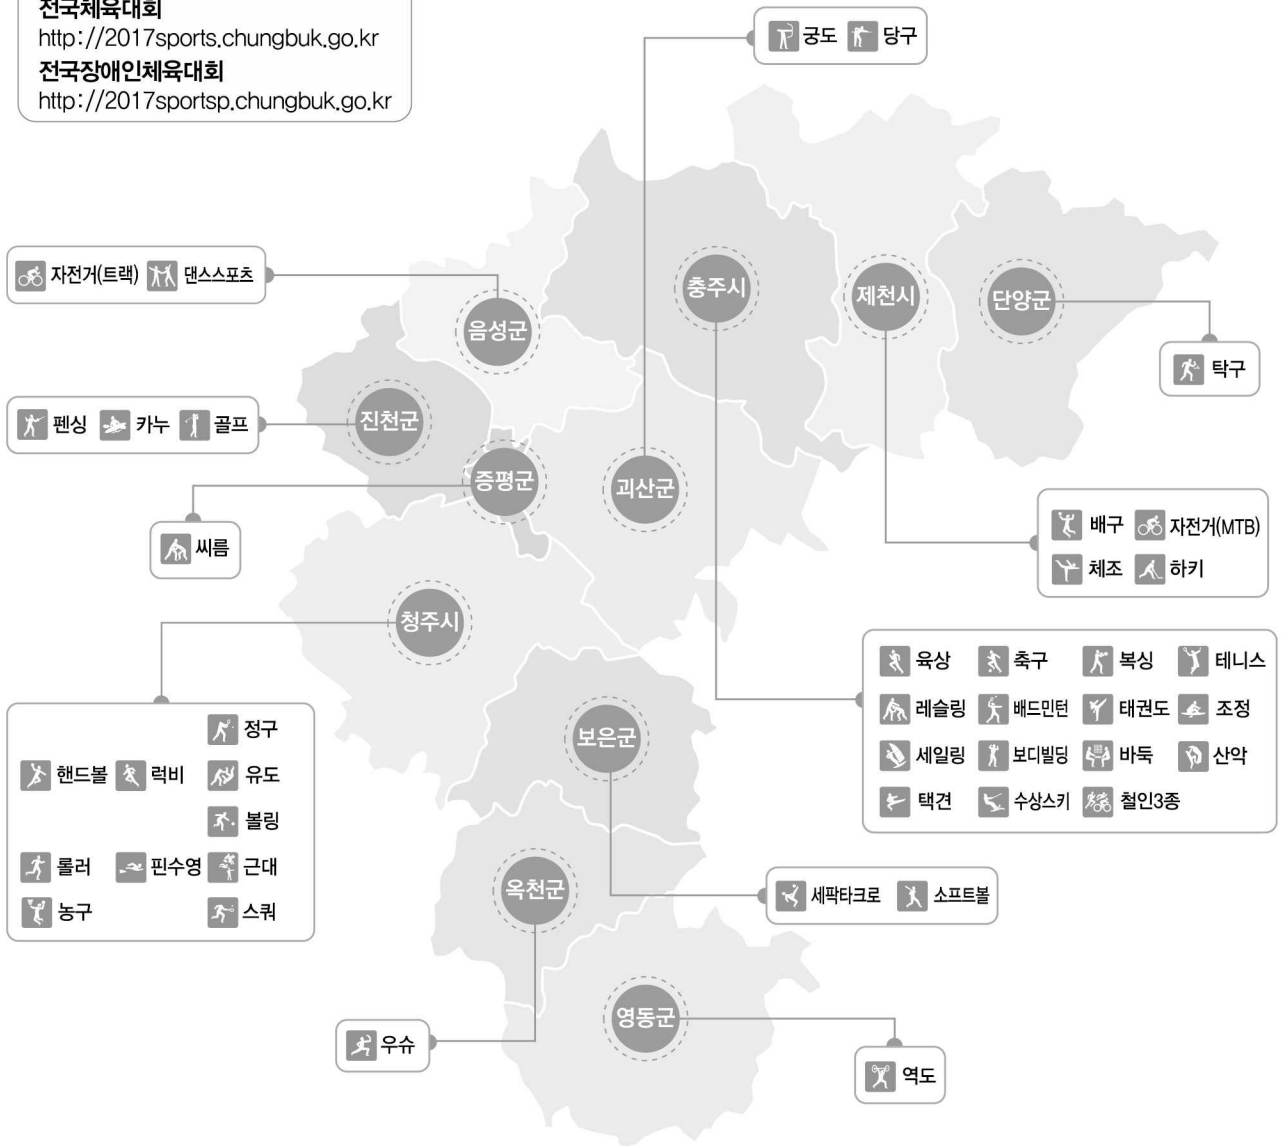 전국체육대회
http://2017sports.chungbuk.go.kr
전국장애인체육대회
http://2017sportsp.chungbuk.go.kr
궁도 당구
자전거(트랙) 댄스스포츠
음성군
충주시
제천시
단양군
탁구
펜싱 카누 골프
진천군
증평군
괴산군
씨름
배구 자전거(MTB)
체조 하키
청주시
육상 축구 복싱 테니스
레슬링 배드민턴 태권도 조정
세일링 보디빌딩 바둑 산악
택견 수상스키 철인3종
정구
핸드볼 럭비 유도
볼링
롤러 핀수영 근대
농구 스쿼
보은군
세팍타크로 소프트볼
옥천군
우슈
영동군
역도